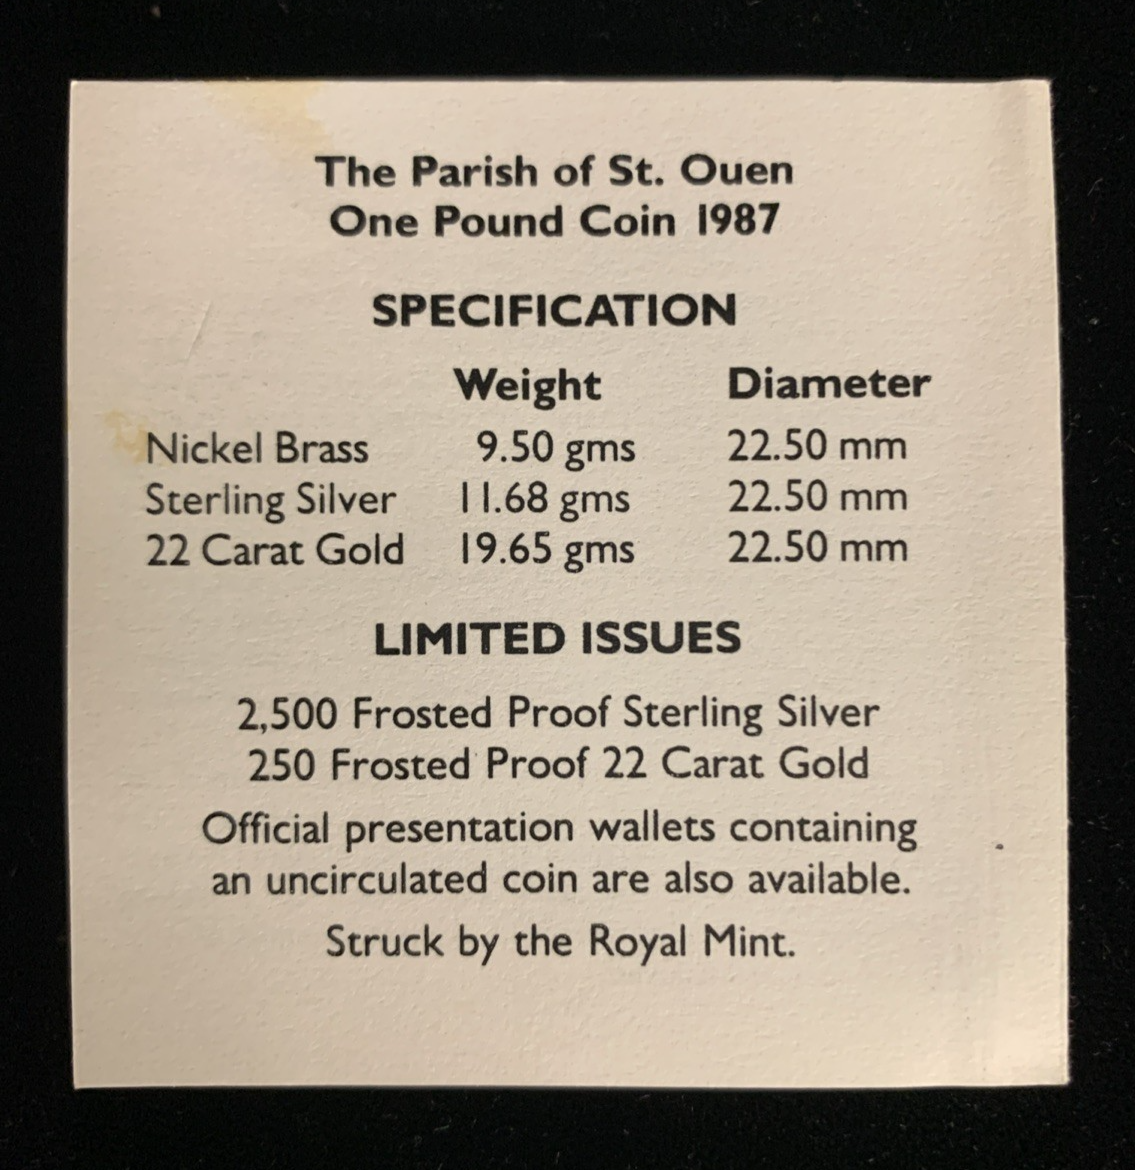 The Parish of St. Ouen
One Pound Coin 1987
SPECIFICATION
Weight Diameter
Nickel Brass 9.50 gms 22.50 mm
Sterling Silver 11.68 gms 22.50 mm
22 Carat Gold 19.65 gms 22.50 mm
LIMITED ISSUES
2,500 Frosted Proof Sterling Silver
250 Frosted Proof 22 Carat Gold
Official presentation wallets containing
an uncirculated coin are also available.
Struck by the Royal Mint.